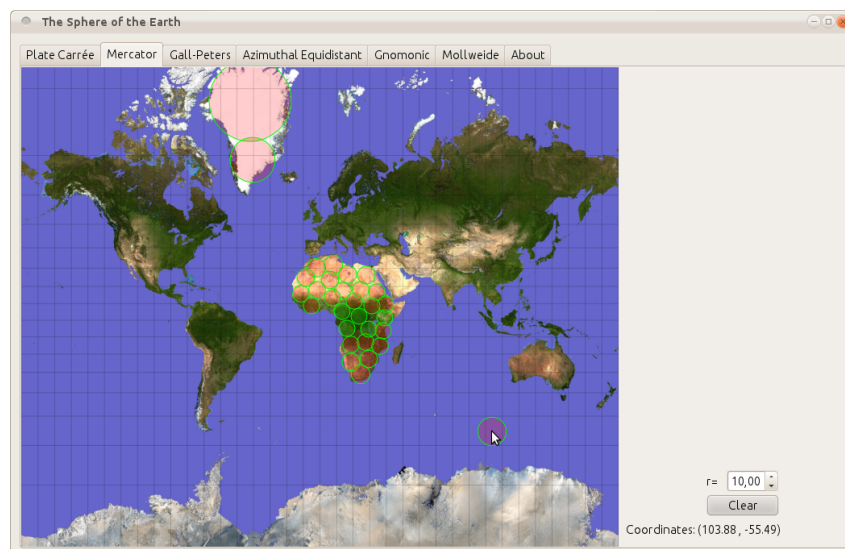 The Sphere of the Earth
Plate Carrée Mercator Gall-Peters Azimuthal Equidistant Gnomonic Mollweide About
r= 10,00
Clear
Coordinates: (103.88 , -55.49)